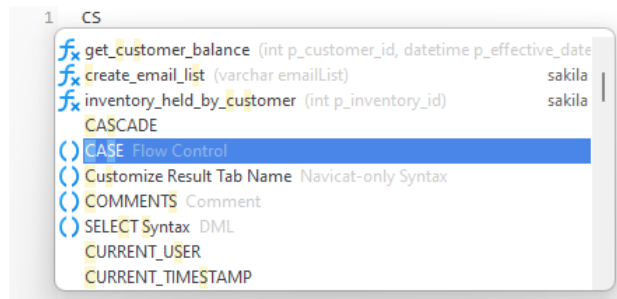 1 CS
get_customer_balance (int p_customer_id, datetime p_effective_date
create_email_list (varchar emailList) sakila
inventory_held_by_customer (int p_inventory_id) sakila
CASCADE
() CASE Flow Control
() Customize Result Tab Name Navicat-only Syntax
() COMMENTS Comment
() SELECT Syntax DML
CURRENT_USER
CURRENT_TIMESTAMP